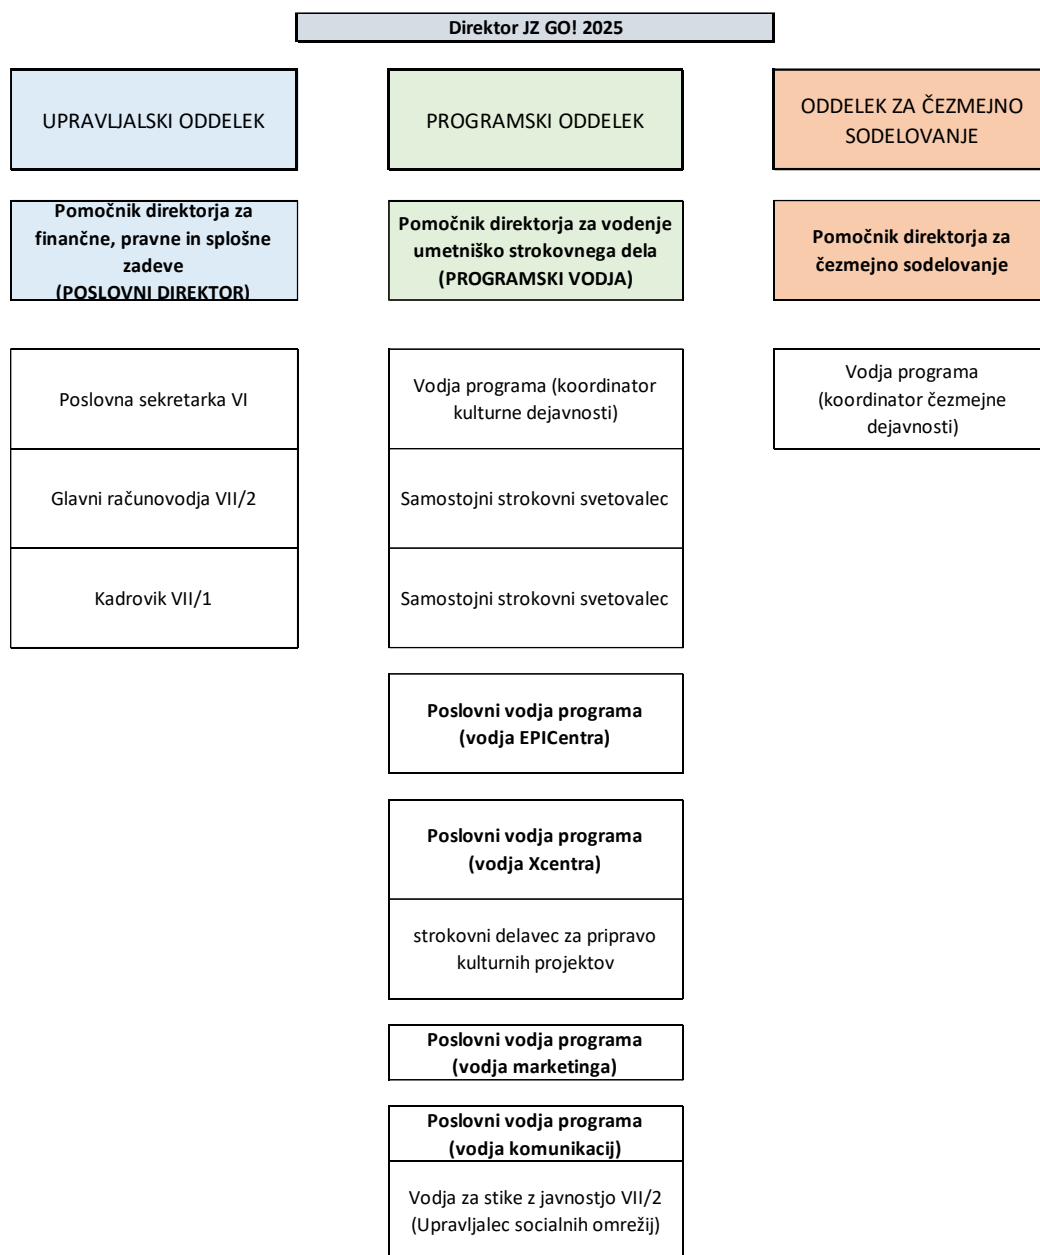 Direktor JZ GO! 2025
UPRAVLJALSKI ODDELEK
PROGRAMSKI ODDELEK
ODDELEK ZA ČEZMEJNO
SODELOVANJE
Pomočnik direktorja za
finančne, pravne in splošne
zadeve
(POSLOVNI DIREKTOR)
Pomočnik direktorja za vodenje
umetniško strokovnega dela
(PROGRAMSKI VODJA)
Pomočnik direktorja za
čezmejno sodelovanje
Poslovna sekretarka VI
Vodja programa (koordinator
kulturne dejavnosti)
Vodja programa
(koordinator čezmejne
dejavnosti)
Glavni računovodja VII/2
Samostojni strokovni svetovalec
Kadrovik VII/1
Samostojni strokovni svetovalec
Poslovni vodja programa
(vodja EPICentra)
Poslovni vodja programa
(vodja Xcentra)
strokovni delavec za pripravo
kulturnih projektov
Poslovni vodja programa
(vodja marketinga)
Poslovni vodja programa
(vodja komunikacij)
Vodja za stike z javnostjo VII/2
(Upravljalec socialnih omrežij)